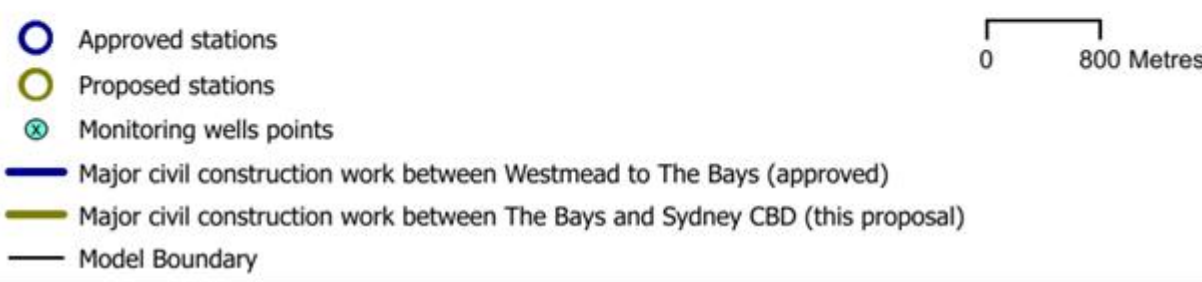 Approved stations
0 800 Metres
Proposed stations
Monitoring wells points
Major civil construction work between Westmead to The Bays (approved)
Major civil construction work between The Bays and Sydney CBD (this proposal)
Model Boundary